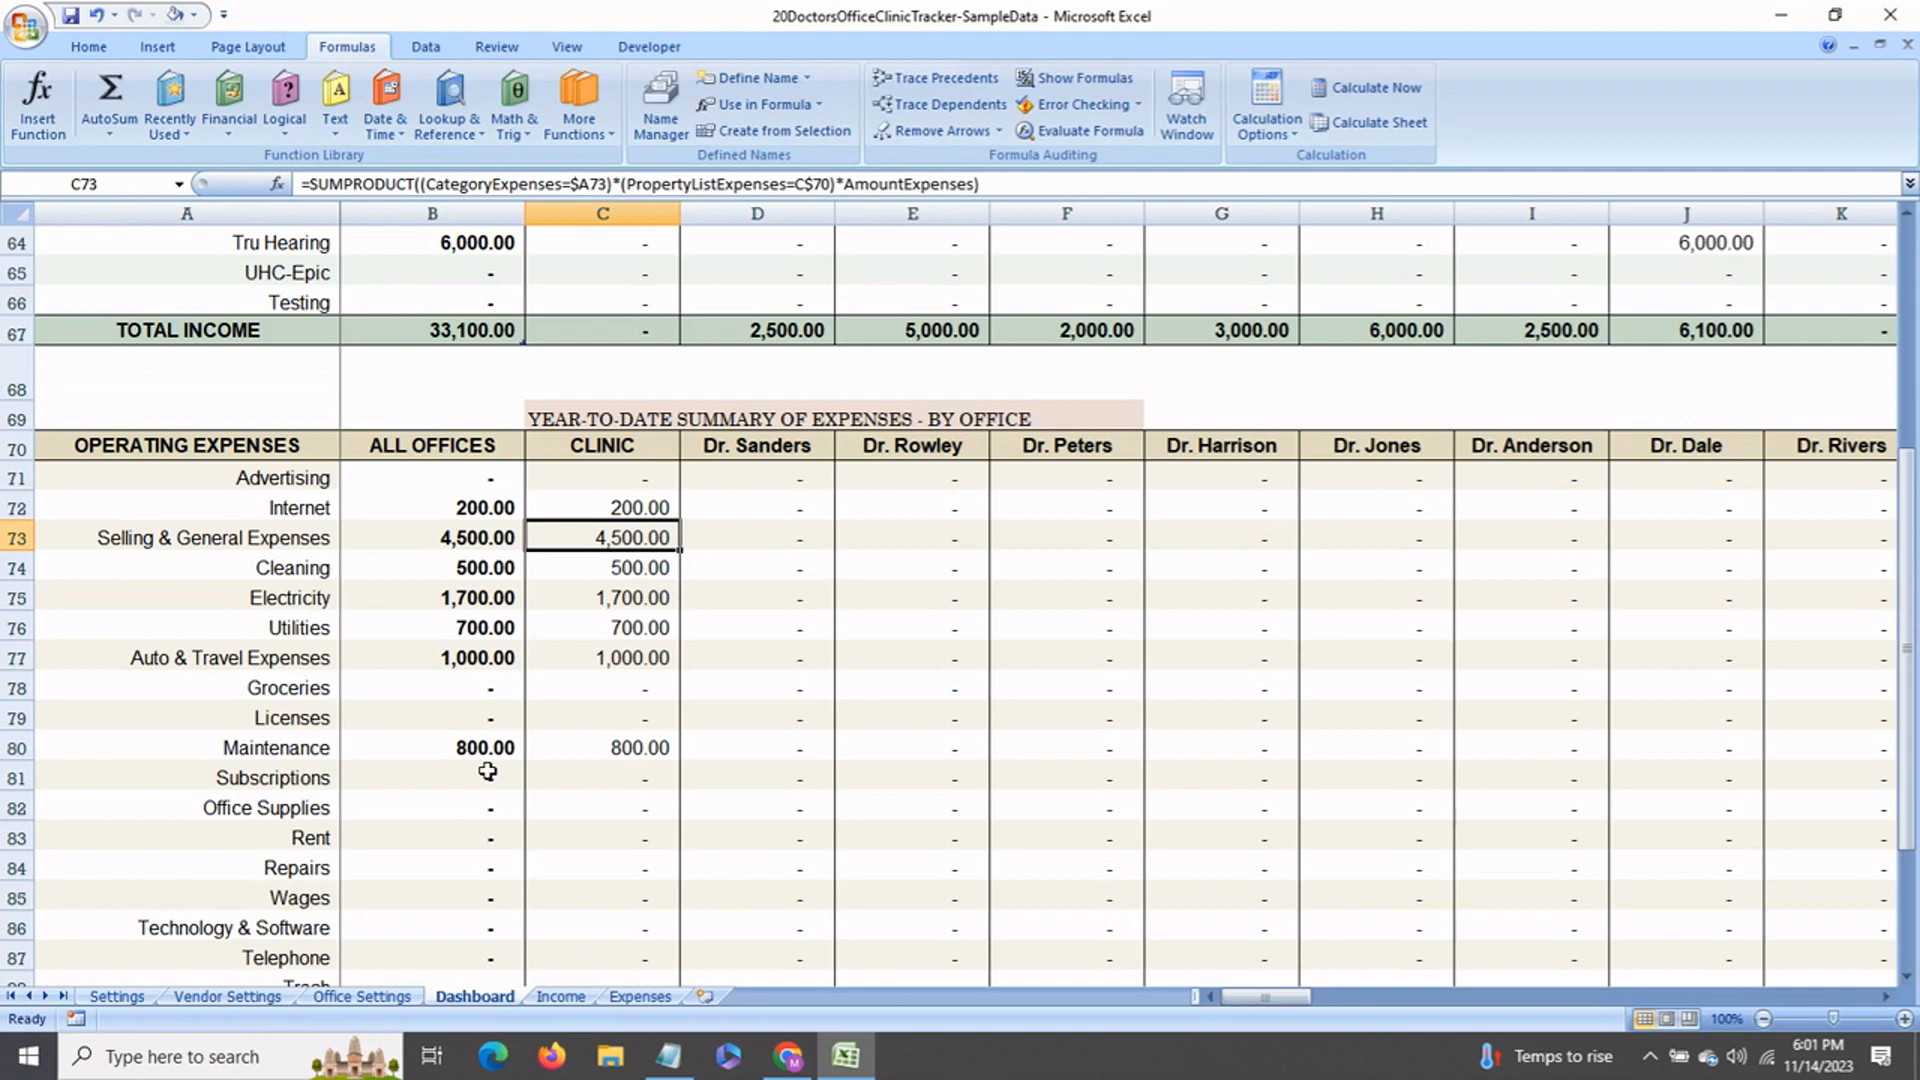 20DoctorsOfficeClinicTracker-SampleData - Microsoft Excel
Home Insert Page Layout Formulas Data Review View Developer
fx Insert Function
Σ AutoSum
Recently Used
Financial
? Logical
A Text
Date & Time
Lookup & Reference
θ Math & Trig
More Functions
Function Library
Name Manager
Define Name
Use in Formula
Create from Selection
Defined Names
Trace Precedents
Trace Dependents
Remove Arrows
Show Formulas
Error Checking
Evaluate Formula
Watch Window
Formula Auditing
Calculation Options
Calculate Now
Calculate Sheet
Calculation
C73 fx =SUMPRODUCT((CategoryExpenses=$A73)*(PropertyListExpenses=C$70)*AmountExpenses)
A B C D E F G H I J K
64 Tru Hearing 6,000.00 - - - - - - - 6,000.00 -
65 UHC-Epic - - - - - - - - - -
66 Testing - - - - - - - - - -
67 TOTAL INCOME 33,100.00 - 2,500.00 5,000.00 2,000.00 3,000.00 6,000.00 2,500.00 6,100.00 -
68
69 YEAR-TO-DATE SUMMARY OF EXPENSES - BY OFFICE
70 OPERATING EXPENSES ALL OFFICES CLINIC Dr. Sanders Dr. Rowley Dr. Peters Dr. Harrison Dr. Jones Dr. Anderson Dr. Dale Dr. Rivers
71 Advertising - - - - - - - - - -
72 Internet 200.00 200.00 - - - - - - - -
73 Selling & General Expenses 4,500.00 4,500.00 - - - - - - - -
74 Cleaning 500.00 500.00 - - - - - - - -
75 Electricity 1,700.00 1,700.00 - - - - - - - -
76 Utilities 700.00 700.00 - - - - - - - -
77 Auto & Travel Expenses 1,000.00 1,000.00 - - - - - - - -
78 Groceries - - - - - - - - - -
79 Licenses - - - - - - - - - -
80 Maintenance 800.00 800.00 - - - - - - - -
81 Subscriptions - - - - - - - - -
82 Office Supplies - - - - - - - - - -
83 Rent - - - - - - - - - -
84 Repairs - - - - - - - - - -
85 Wages - - - - - - - - - -
86 Technology & Software - - - - - - - - - -
87 Telephone - - - - - - - - - -
Settings Vendor Settings Office Settings Dashboard Income Expenses
Ready 100%
Type here to search Temps to rise 6:01 PM
11/14/2023